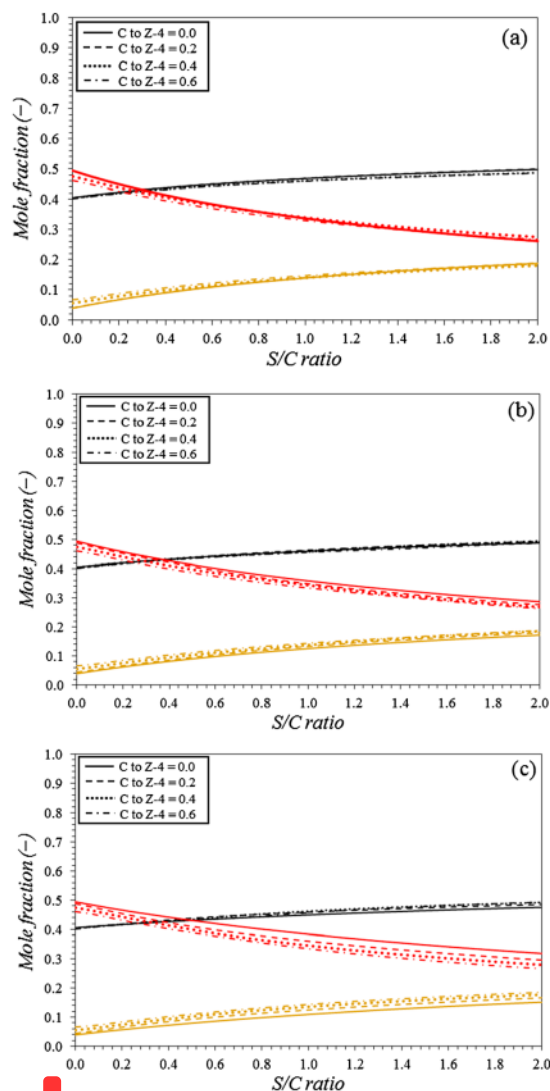 1.0
0.9
0.8
0.7
0.6
0.5
0.4
0.3
0.2
0.1
0.0
Mole fraction (–)
C to Z-4 = 0.0
C to Z-4 = 0.2
C to Z-4 = 0.4
C to Z-4 = 0.6
(a)
0.0 0.2 0.4 0.6 0.8 1.0 1.2 1.4 1.6 1.8 2.0
S/C ratio
1.0
0.9
0.8
0.7
0.6
0.5
0.4
0.3
0.2
0.1
0.0
Mole fraction (–)
C to Z-4 = 0.0
C to Z-4 = 0.2
C to Z-4 = 0.4
C to Z-4 = 0.6
(b)
0.0 0.2 0.4 0.6 0.8 1.0 1.2 1.4 1.6 1.8 2.0
S/C ratio
1.0
0.9
0.8
0.7
0.6
0.5
0.4
0.3
0.2
0.1
0.0
Mole fraction (–)
C to Z-4 = 0.0
C to Z-4 = 0.2
C to Z-4 = 0.4
C to Z-4 = 0.6
(c)
0.0 0.2 0.4 0.6 0.8 1.0 1.2 1.4 1.6 1.8 2.0
S/C ratio